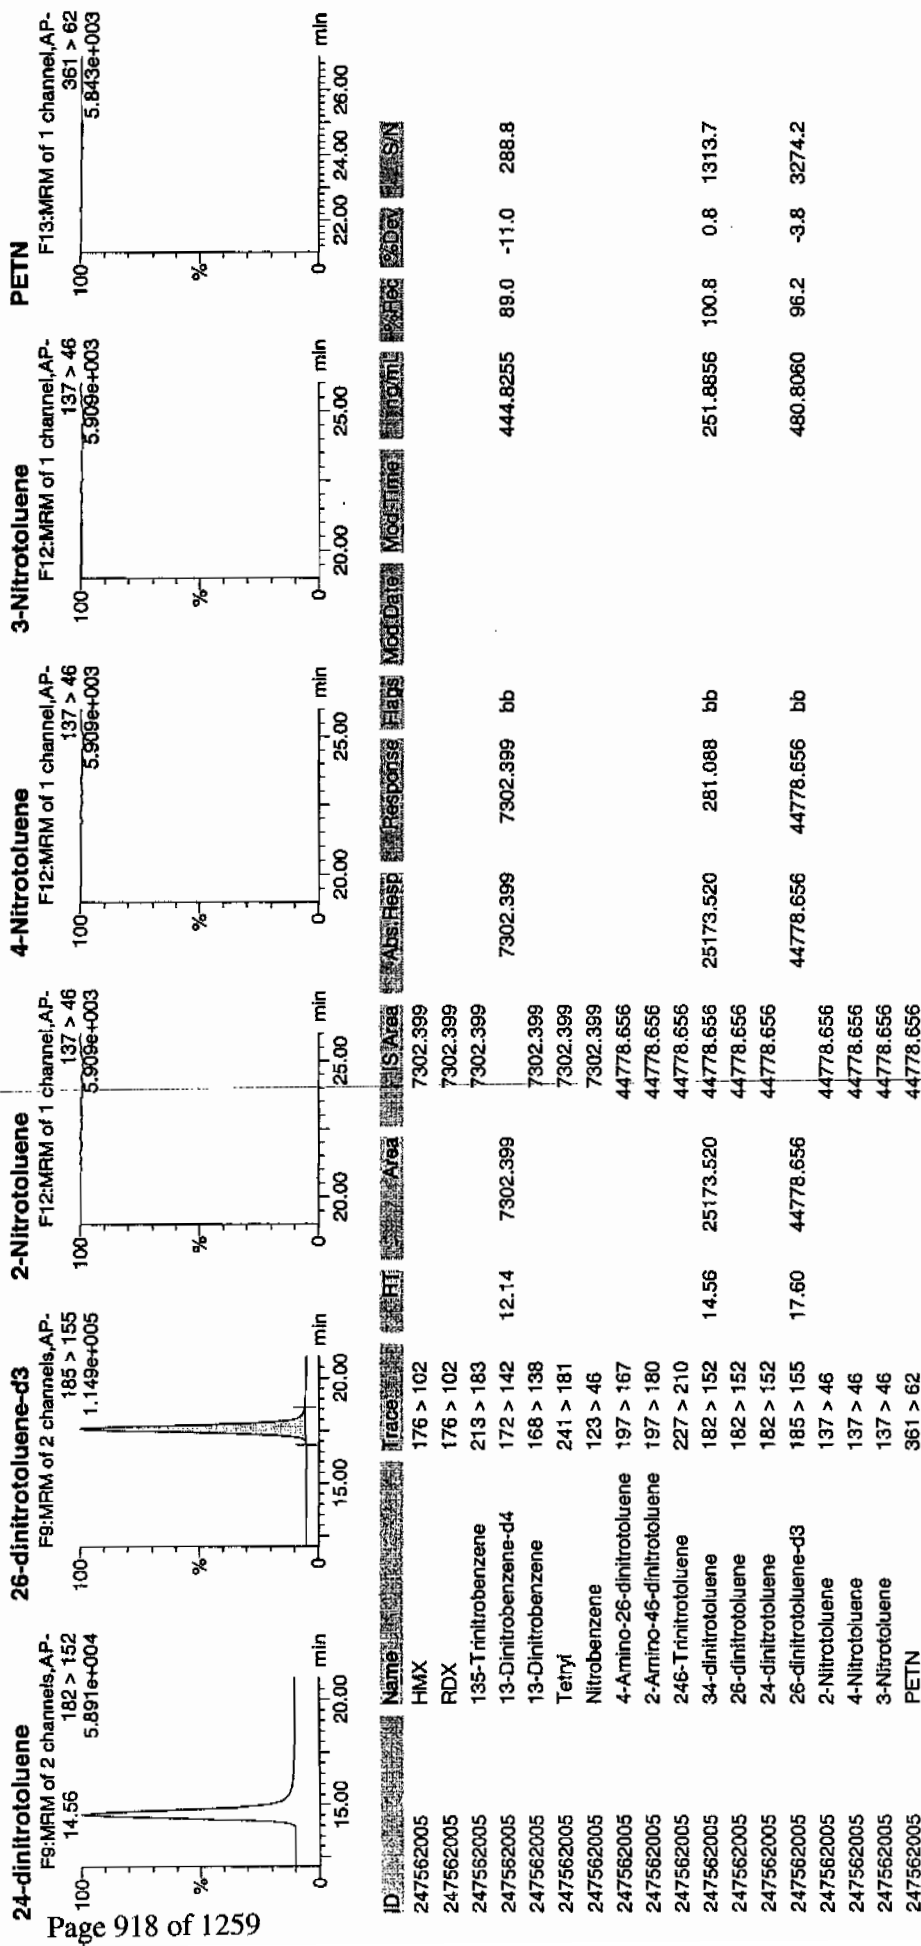 24-dinitrotoluene
F9:MRM of 2 channels,AP-
14.56 182 > 152
5.891e+004
100
%
0
15.00 20.00 min
26-dinitrotoluene-d3
F9:MRM of 2 channels,AP-
185 > 155
1.149e+005
100
%
0
15.00 20.00 min
2-Nitrotoluene
F12:MRM of 1 channel,AP-
137 > 46
5.909e+003
100
%
0
20.00 25.00 min
4-Nitrotoluene
F12:MRM of 1 channel,AP-
137 > 46
5.909e+003
100
%
0
20.00 25.00 min
3-Nitrotoluene
F12:MRM of 1 channel,AP-
137 > 46
5.909e+003
100
%
0
20.00 25.00 min
PETN
F13:MRM of 1 channel,AP-
361 > 62
5.843e+003
100
%
0
22.00 24.00 26.00 min
ID Name Trace RT Area IS Area Abs.Resp Response Flags Mod.Date Mod.Time ng/mL %Rec %Dev S/N
247562005 HMX 176 > 102 7302.399
247562005 RDX 176 > 102 7302.399
247562005 135-Trinitrobenzene 213 > 183 7302.399
247562005 13-Dinitrobenzene-d4 172 > 142 12.14 7302.399 7302.399 7302.399 bb 444.8255 89.0 -11.0 288.8
247562005 13-Dinitrobenzene 168 > 138 7302.399
247562005 Tetryl 241 > 181 7302.399
247562005 Nitrobenzene 123 > 46 7302.399
247562005 4-Amino-26-dinitrotoluene 197 > 167 44778.656
247562005 2-Amino-46-dinitrotoluene 197 > 180 44778.656
247562005 246-Trinitrotoluene 227 > 210 44778.656
247562005 34-dinitrotoluene 182 > 152 14.56 25173.520 44778.656 25173.520 281.088 bb 251.8856 100.8 0.8 1313.7
247562005 26-dinitrotoluene 182 > 152 44778.656
247562005 24-dinitrotoluene 182 > 152 44778.656
247562005 26-dinitrotoluene-d3 185 > 155 17.60 44778.656 44778.656 44778.656 bb 480.8060 96.2 -3.8 3274.2
247562005 2-Nitrotoluene 137 > 46 44778.656
247562005 4-Nitrotoluene 137 > 46 44778.656
247562005 3-Nitrotoluene 137 > 46 44778.656
247562005 PETN 361 > 62 44778.656
Page 918 of 1259